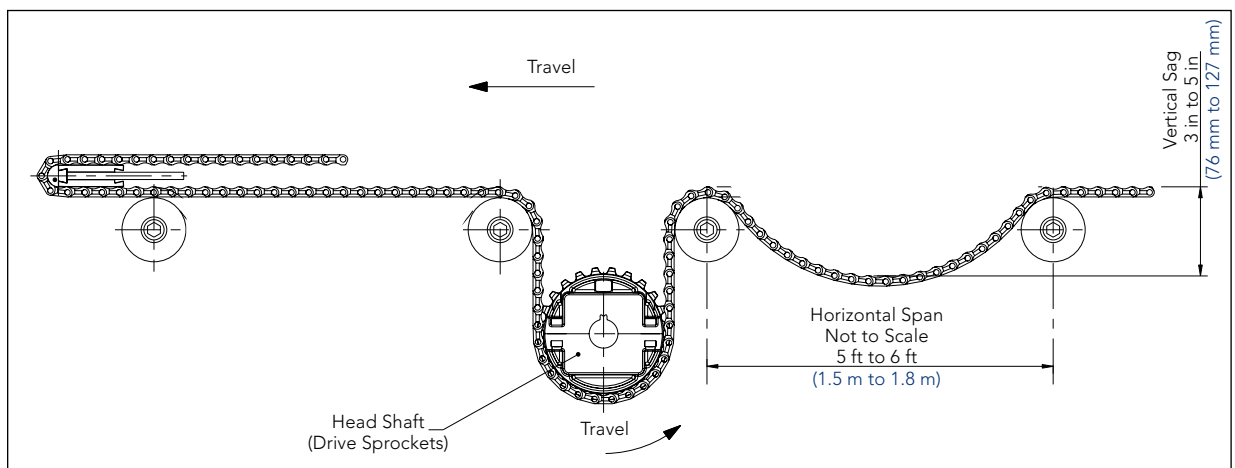 Travel
Vertical Sag
3 in to 5 in
(76 mm to 127 mm)
Horizontal Span
Not to Scale
5 ft to 6 ft
(1.5 m to 1.8 m)
Head Shaft
(Drive Sprockets)
Travel